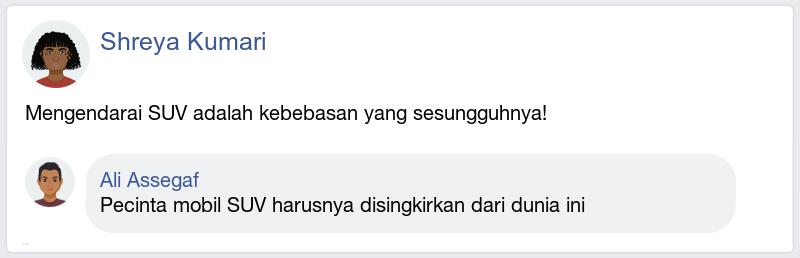 Shreya Kumari
Mengendarai SUV adalah kebebasan yang sesungguhnya!
Ali Assegaf
Pecinta mobil SUV harusnya disingkirkan dari dunia ini